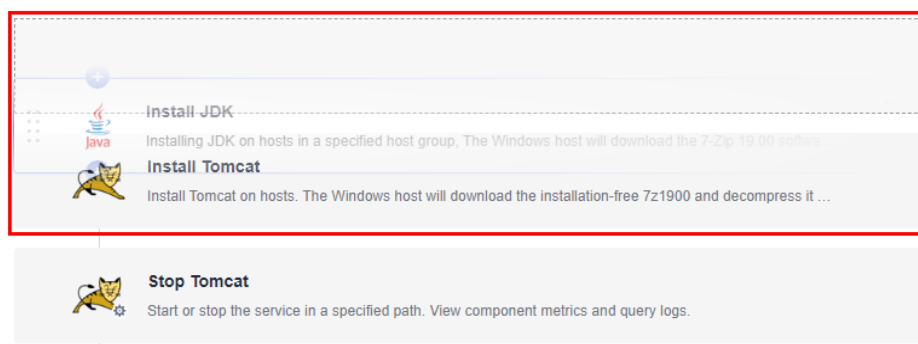 Install JDK
Java
Installing JDK on hosts in a specified host group, The Windows host will download the 7-Zip 19.00 softwa...
Install Tomcat
Install Tomcat on hosts. The Windows host will download the installation-free 7z1900 and decompress it ...
Stop Tomcat
Start or stop the service in a specified path. View component metrics and query logs.